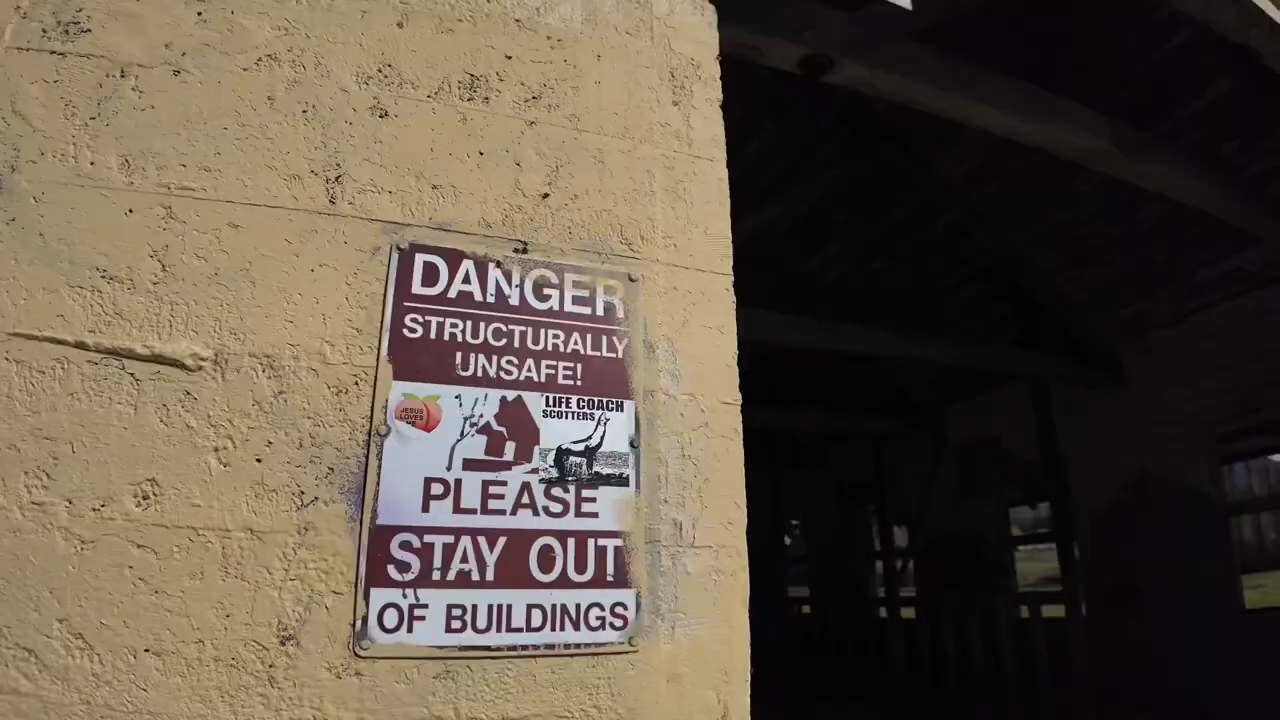 DANGER
STRUCTURALLY
UNSAFE!
JESUS
LOVES
ME
LIFE COACH
SCOTTERS
PLEASE
STAY OUT
OF BUILDINGS